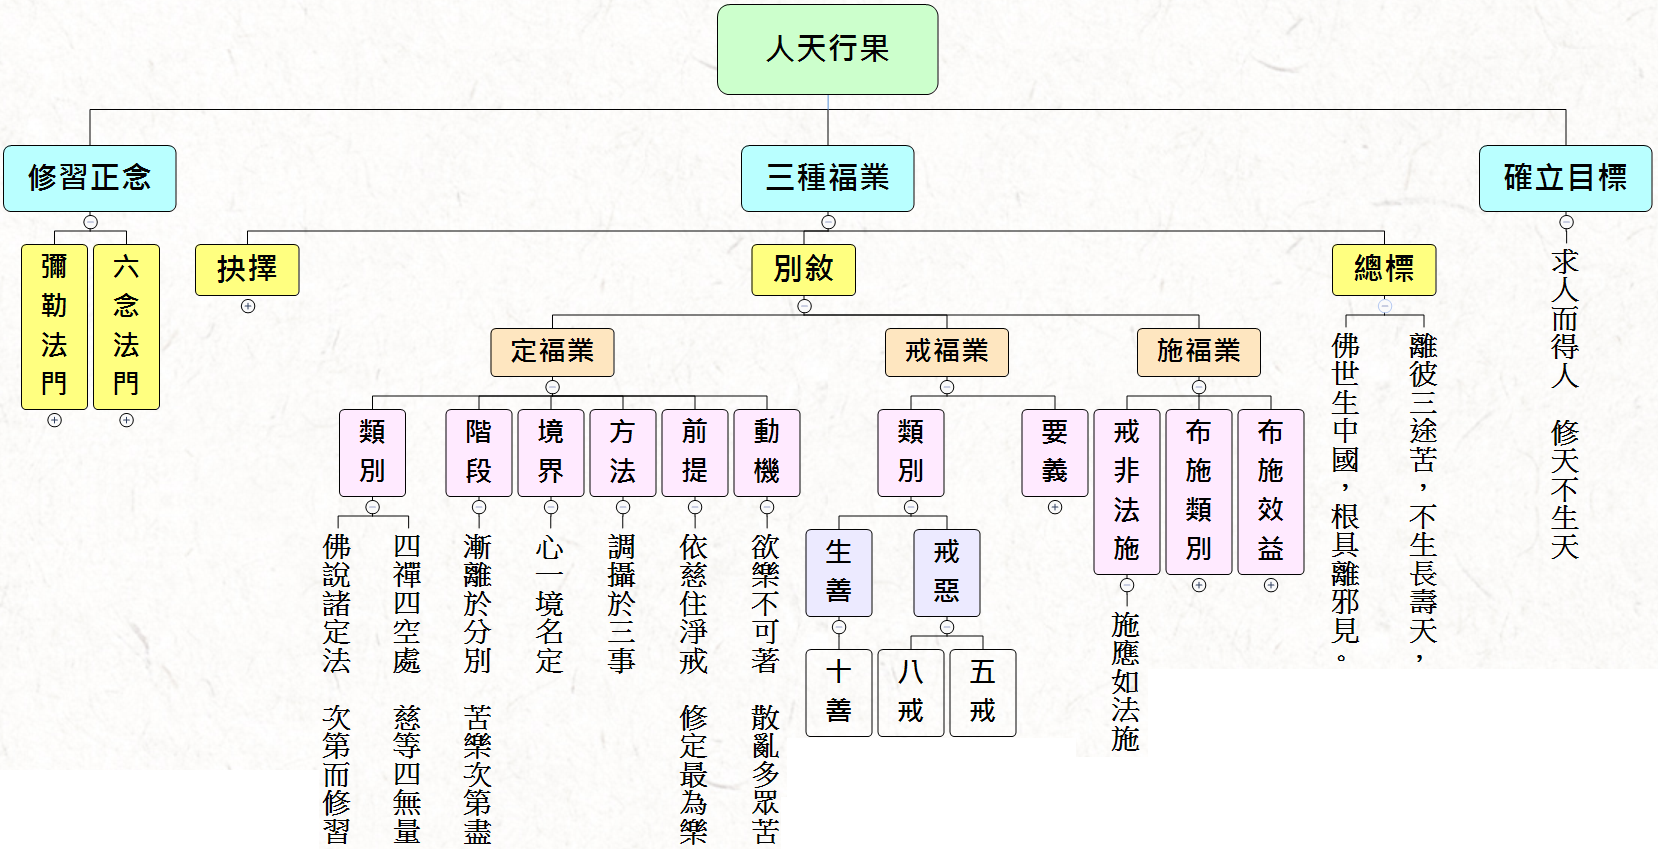 人天行果
確立目標
求人而得人　修天不生天
三種福業
總標
離彼三途苦，不生長壽天，
佛世生中國，根具離邪見。
別敘
施福業
布施效益
布施類別
戒非法施
施應如法施
戒福業
要義
類別
戒惡
五戒
八戒
生善
十善
定福業
動機
欲樂不可著　散亂多眾苦
前提
依慈住淨戒　修定最為樂
方法
調攝於三事
境界
心一境名定
階段
漸離於分別　苦樂次第盡
類別
四禪四空處　慈等四無量
佛說諸定法　次第而修習
抉擇
修習正念
六念法門
彌勒法門